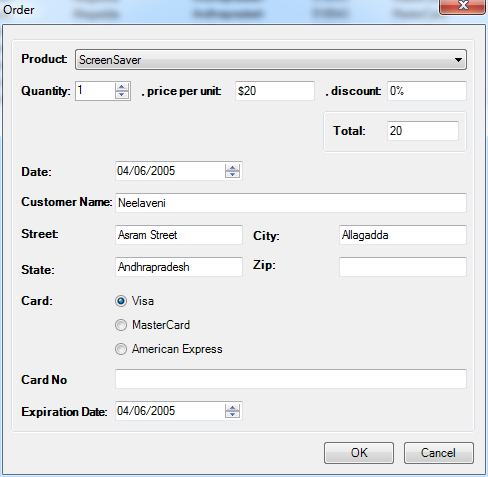 Order
Product: ScreenSaver
Quantity: 1 . price per unit: $20 . discount: 0%
Total: 20
Date: 04/06/2005
Customer Name: Neelaveni
Street: Asram Street City: Allagadda
State: Andhrapradesh Zip:
Card: Visa
MasterCard
American Express
Card No
Expiration Date: 04/06/2005
OK Cancel